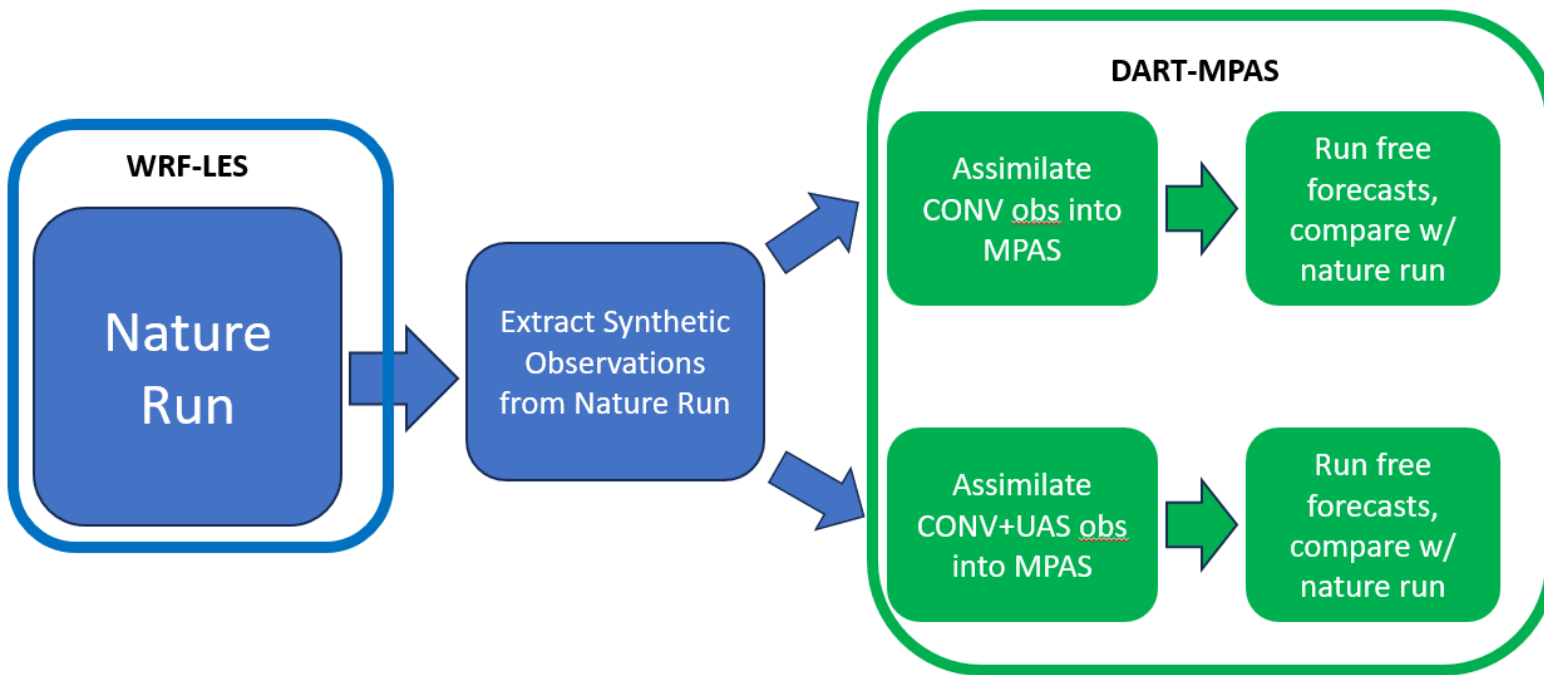 WRF-LES
Nature
Run
Extract Synthetic
Observations
from Nature Run
DART-MPAS
Assimilate
CONV obs into
MPAS
Run free
forecasts,
compare w/
nature run
Assimilate
CONV+UAS obs
into MPAS
Run free
forecasts,
compare w/
nature run